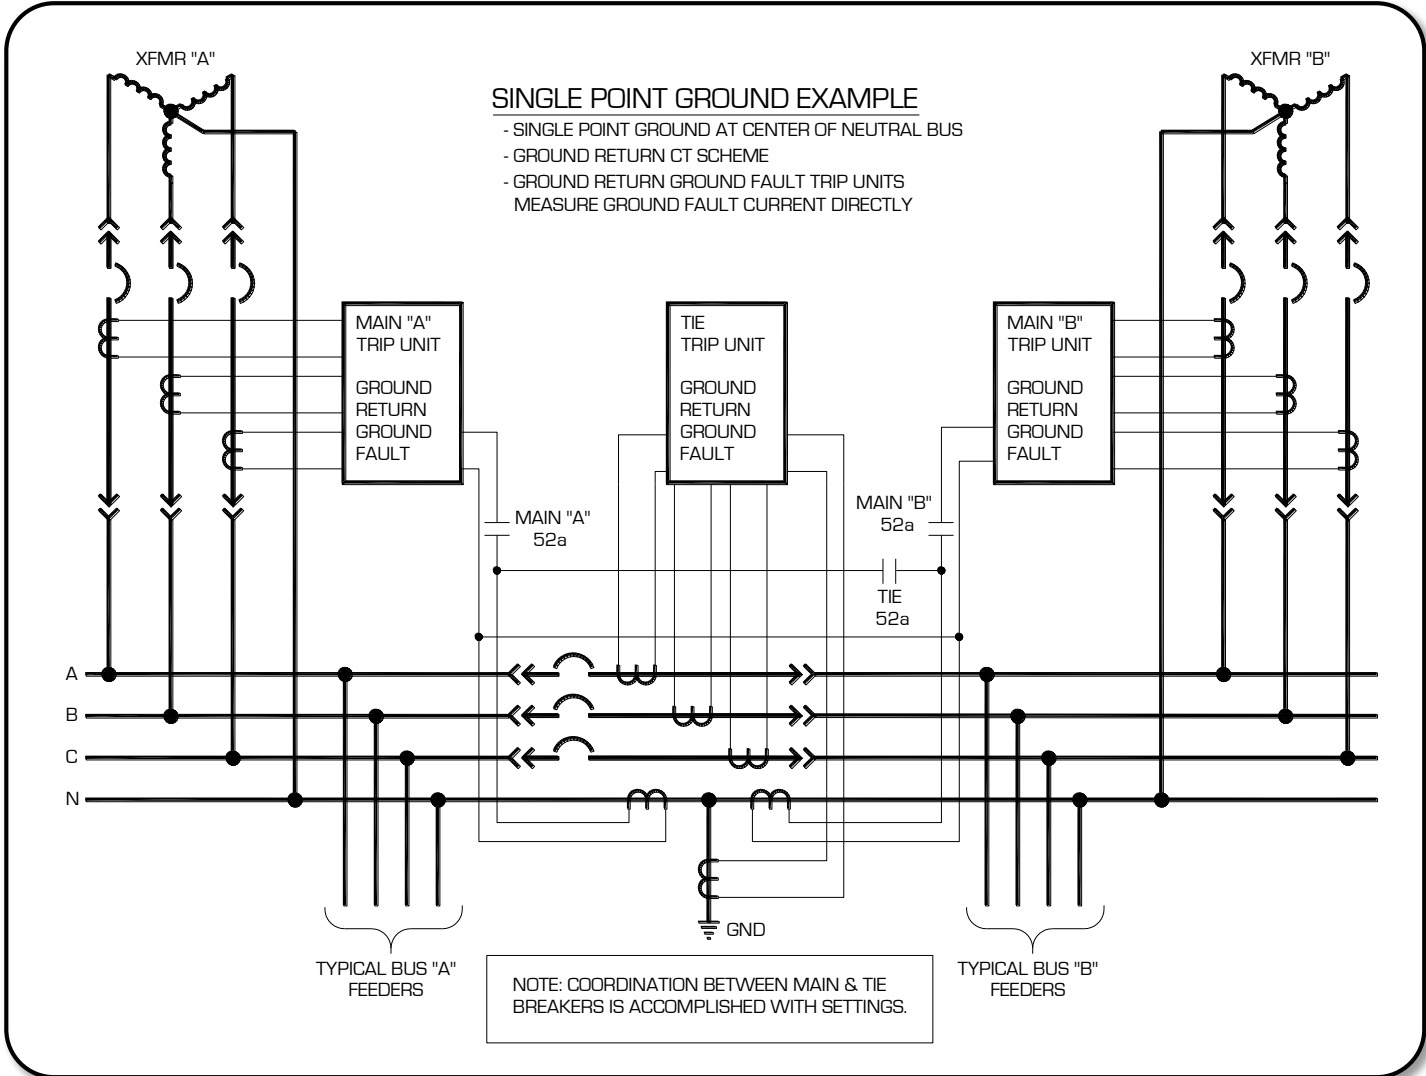 XFMR "A"
XFMR "B"
SINGLE POINT GROUND EXAMPLE
- SINGLE POINT GROUND AT CENTER OF NEUTRAL BUS
- GROUND RETURN CT SCHEME
- GROUND RETURN GROUND FAULT TRIP UNITS
MEASURE GROUND FAULT CURRENT DIRECTLY
MAIN "A"
TRIP UNIT
GROUND
RETURN
GROUND
FAULT
TIE
TRIP UNIT
GROUND
RETURN
GROUND
FAULT
MAIN "B"
TRIP UNIT
GROUND
RETURN
GROUND
FAULT
MAIN "A"
52a
MAIN "B"
52a
TIE
52a
A
B
C
N
GND
TYPICAL BUS "A"
FEEDERS
NOTE: COORDINATION BETWEEN MAIN & TIE
BREAKERS IS ACCOMPLISHED WITH SETTINGS.
TYPICAL BUS "B"
FEEDERS